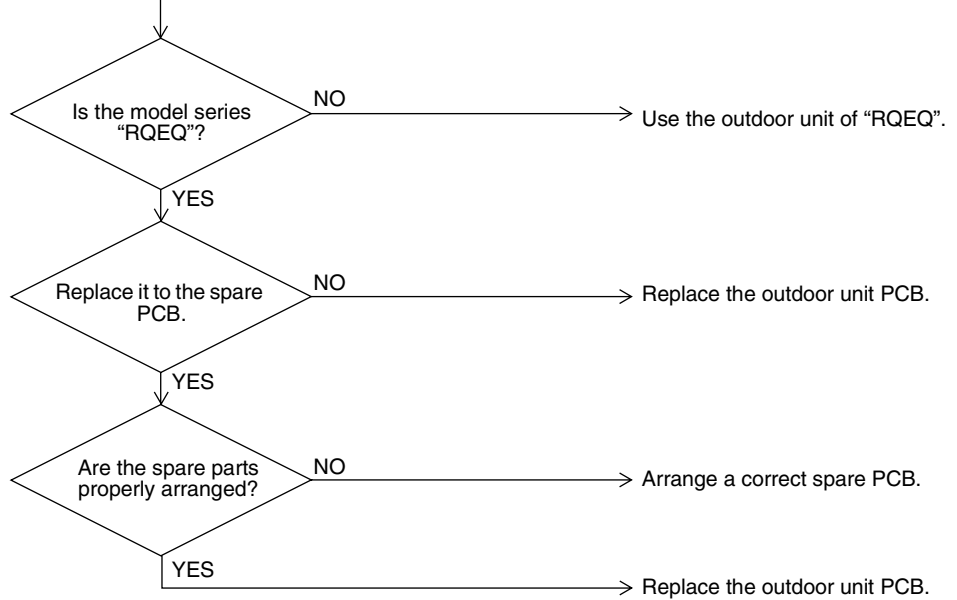 Is the model series
“RQEQ”?
NO
Use the outdoor unit of “RQEQ”.
YES
Replace it to the spare
PCB.
NO
Replace the outdoor unit PCB.
YES
Are the spare parts
properly arranged?
NO
Arrange a correct spare PCB.
YES
Replace the outdoor unit PCB.